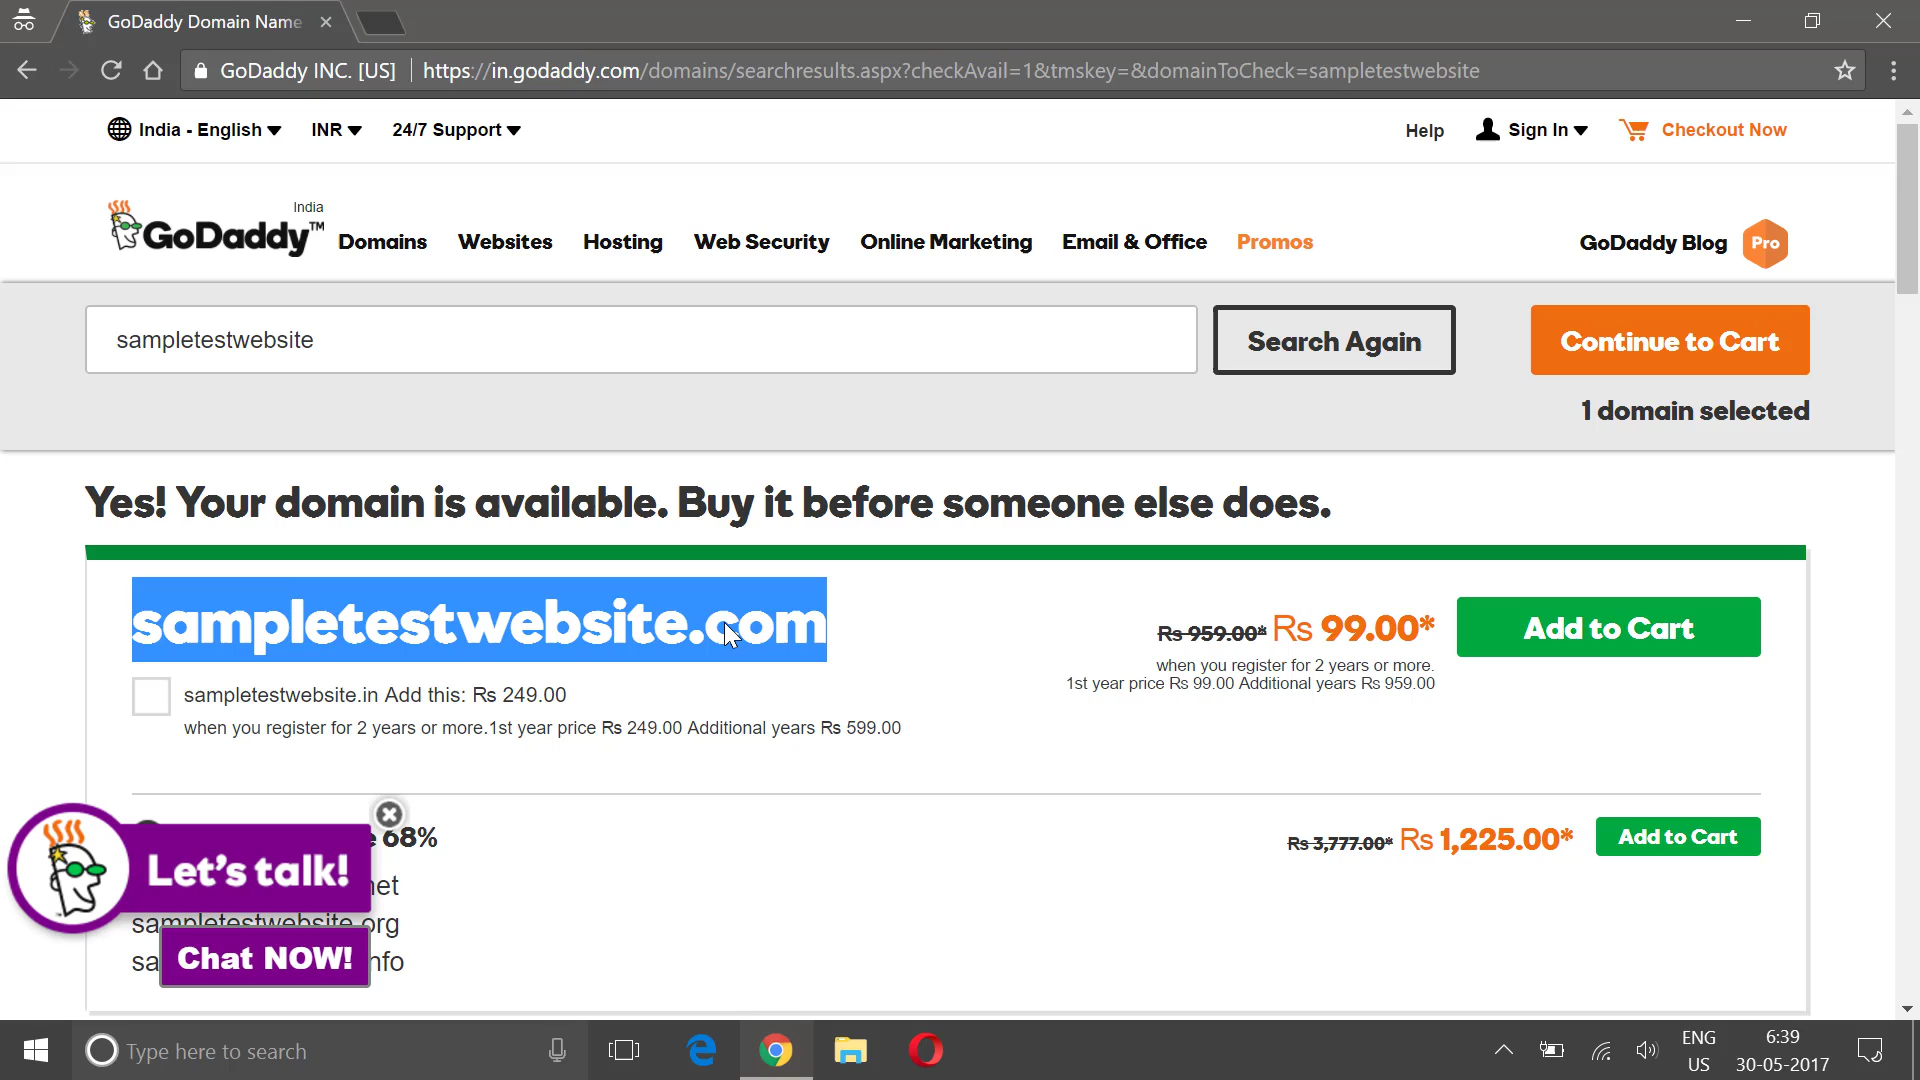 GoDaddy Domain Name
GoDaddy INC. [US] https://in.godaddy.com/domains/searchresults.aspx?checkAvail=1&tmskey=&domainToCheck=sampletestwebsite
India - English INR 24/7 Support Help Sign In Checkout Now
India
GoDaddy™ Domains Websites Hosting Web Security Online Marketing Email & Office Promos GoDaddy Blog Pro
sampletestwebsite Search Again Continue to Cart
1 domain selected
Yes! Your domain is available. Buy it before someone else does.
sampletestwebsite.com Rs 959.00* Rs 99.00* Add to Cart
when you register for 2 years or more.
1st year price Rs 99.00 Additional years Rs 959.00
sampletestwebsite.in Add this: Rs 249.00
when you register for 2 years or more.1st year price Rs 249.00 Additional years Rs 599.00
68% Rs 3,777.00* Rs 1,225.00* Add to Cart
Let's talk! net
sampletestwebsite.org
Chat NOW!
Type here to search
ENG 6:39
US 30-05-2017